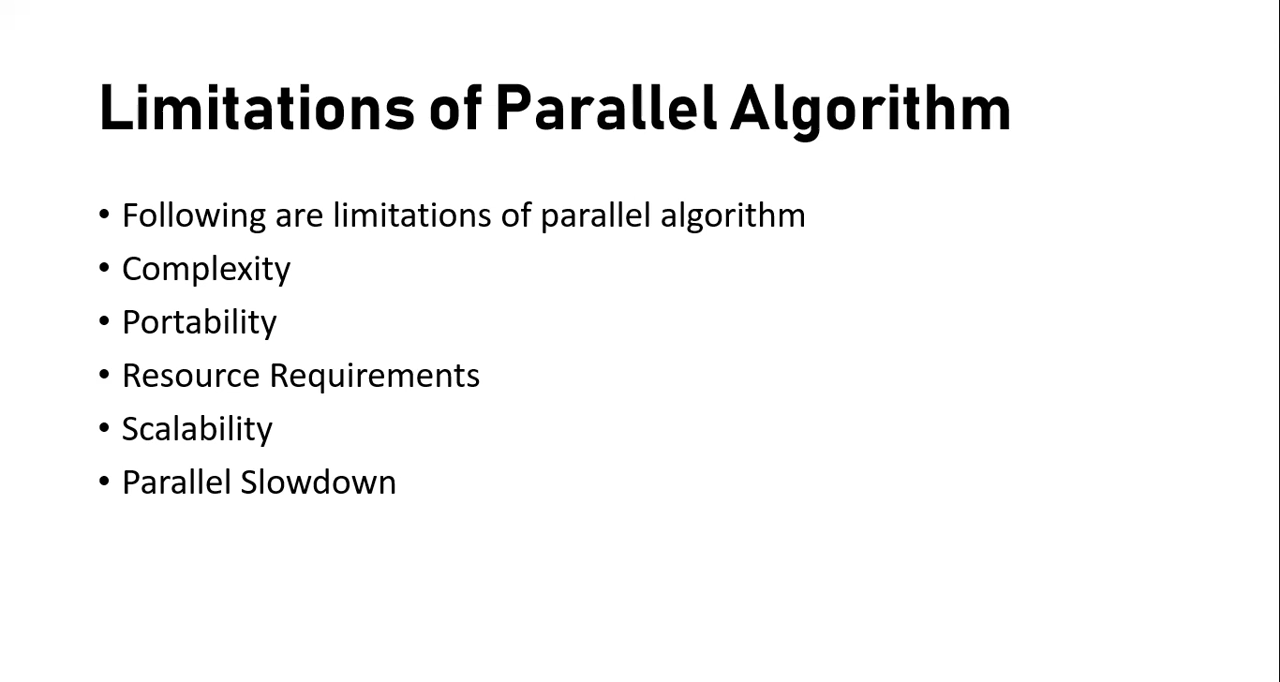 Limitations of Parallel Algorithm
• Following are limitations of parallel algorithm
• Complexity
• Portability
• Resource Requirements
• Scalability
• Parallel Slowdown